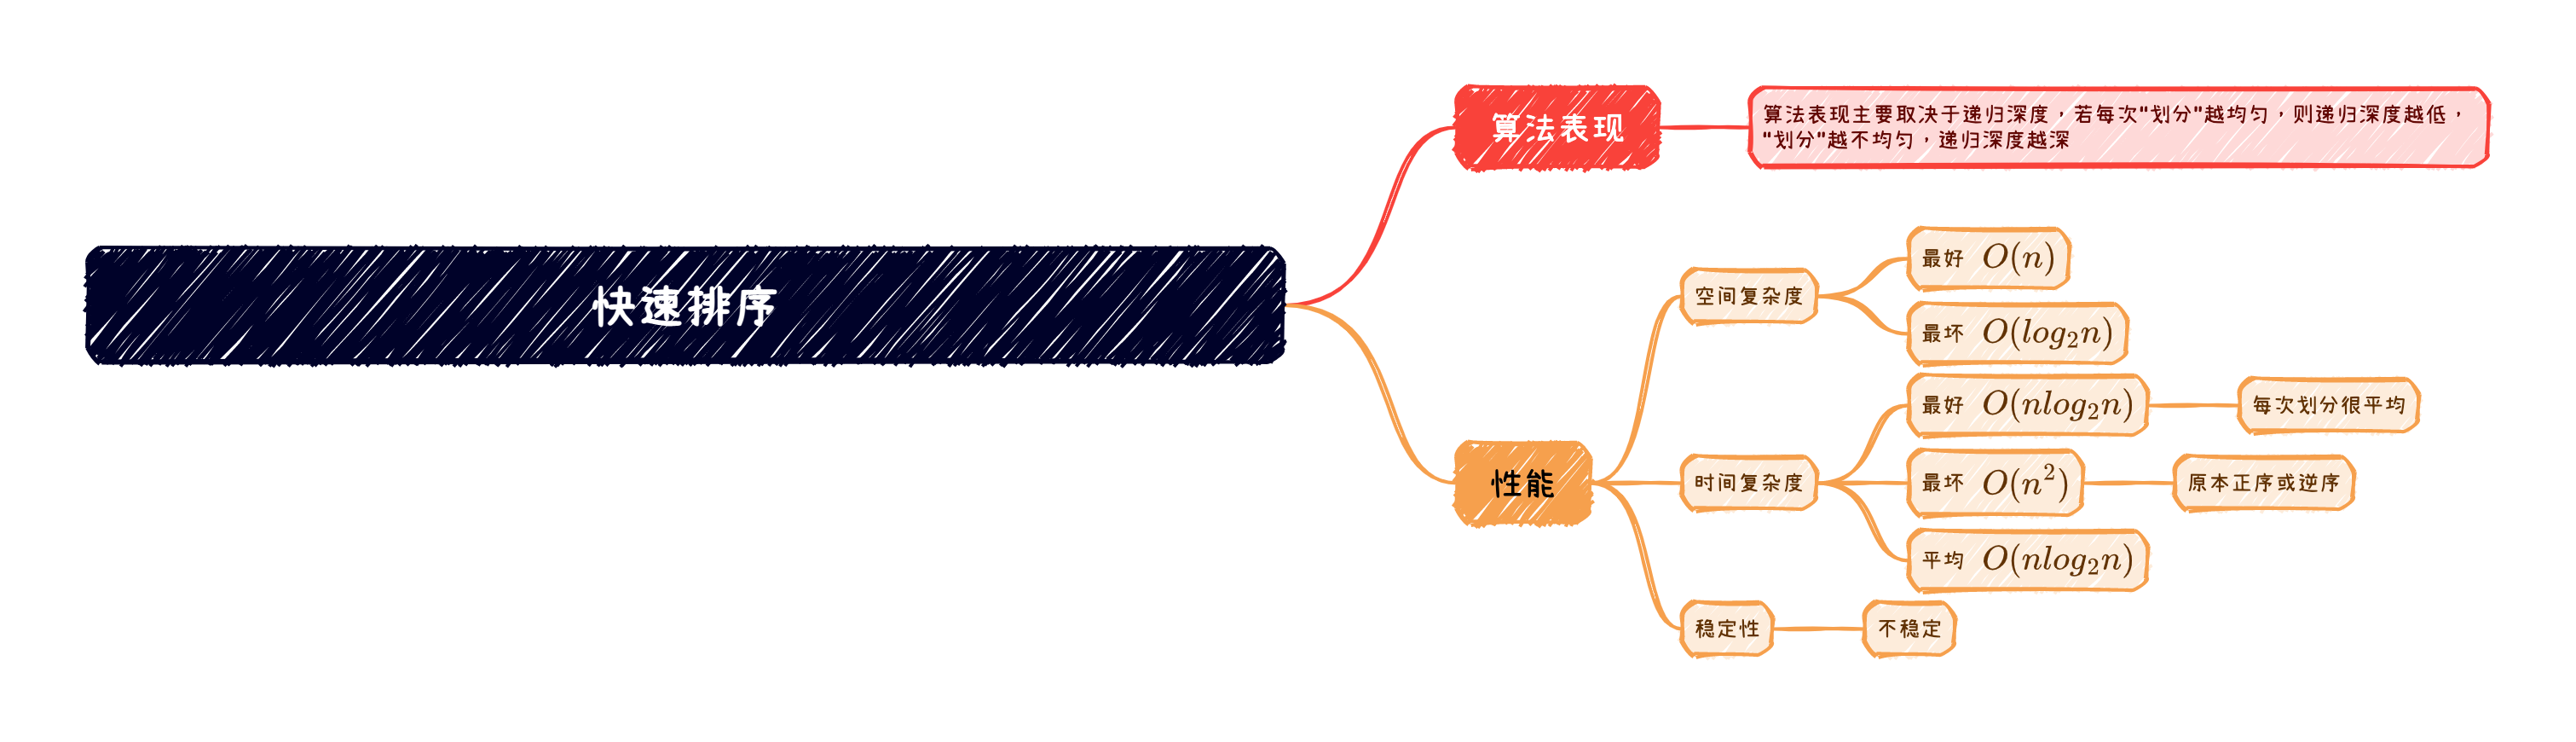 快速排序
算法表现
算法表现主要取决于递归深度，若每次"划分"越均匀，则递归深度越低，
"划分"越不均匀，递归深度越深
性能
空间复杂度
最好 O(n)
最坏 O(log₂n)
时间复杂度
最好 O(nlog₂n)
每次划分很平均
最坏 O(n²)
原本正序或逆序
平均 O(nlog₂n)
稳定性
不稳定